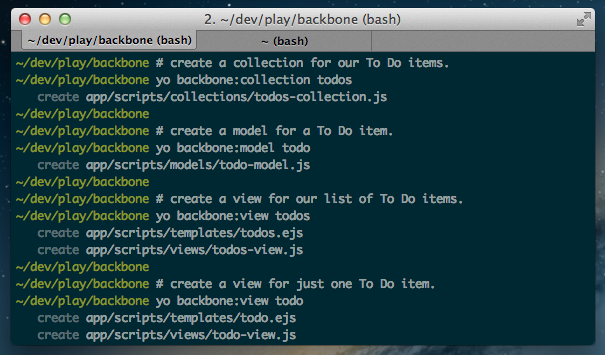 2. ~/dev/play/backbone (bash)
~/dev/play/backbone (bash)
~ (bash)
~/dev/play/backbone # create a collection for our To Do items.
~/dev/play/backbone yo backbone:collection todos
create app/scripts/collections/todos-collection.js
~/dev/play/backbone
~/dev/play/backbone # create a model for a To Do item.
~/dev/play/backbone yo backbone:model todo
create app/scripts/models/todo-model.js
~/dev/play/backbone
~/dev/play/backbone # create a view for our list of To Do items.
~/dev/play/backbone yo backbone:view todos
create app/scripts/templates/todos.ejs
create app/scripts/views/todos-view.js
~/dev/play/backbone
~/dev/play/backbone # create a view for just one To Do item.
~/dev/play/backbone yo backbone:view todo
create app/scripts/templates/todo.ejs
create app/scripts/views/todo-view.js